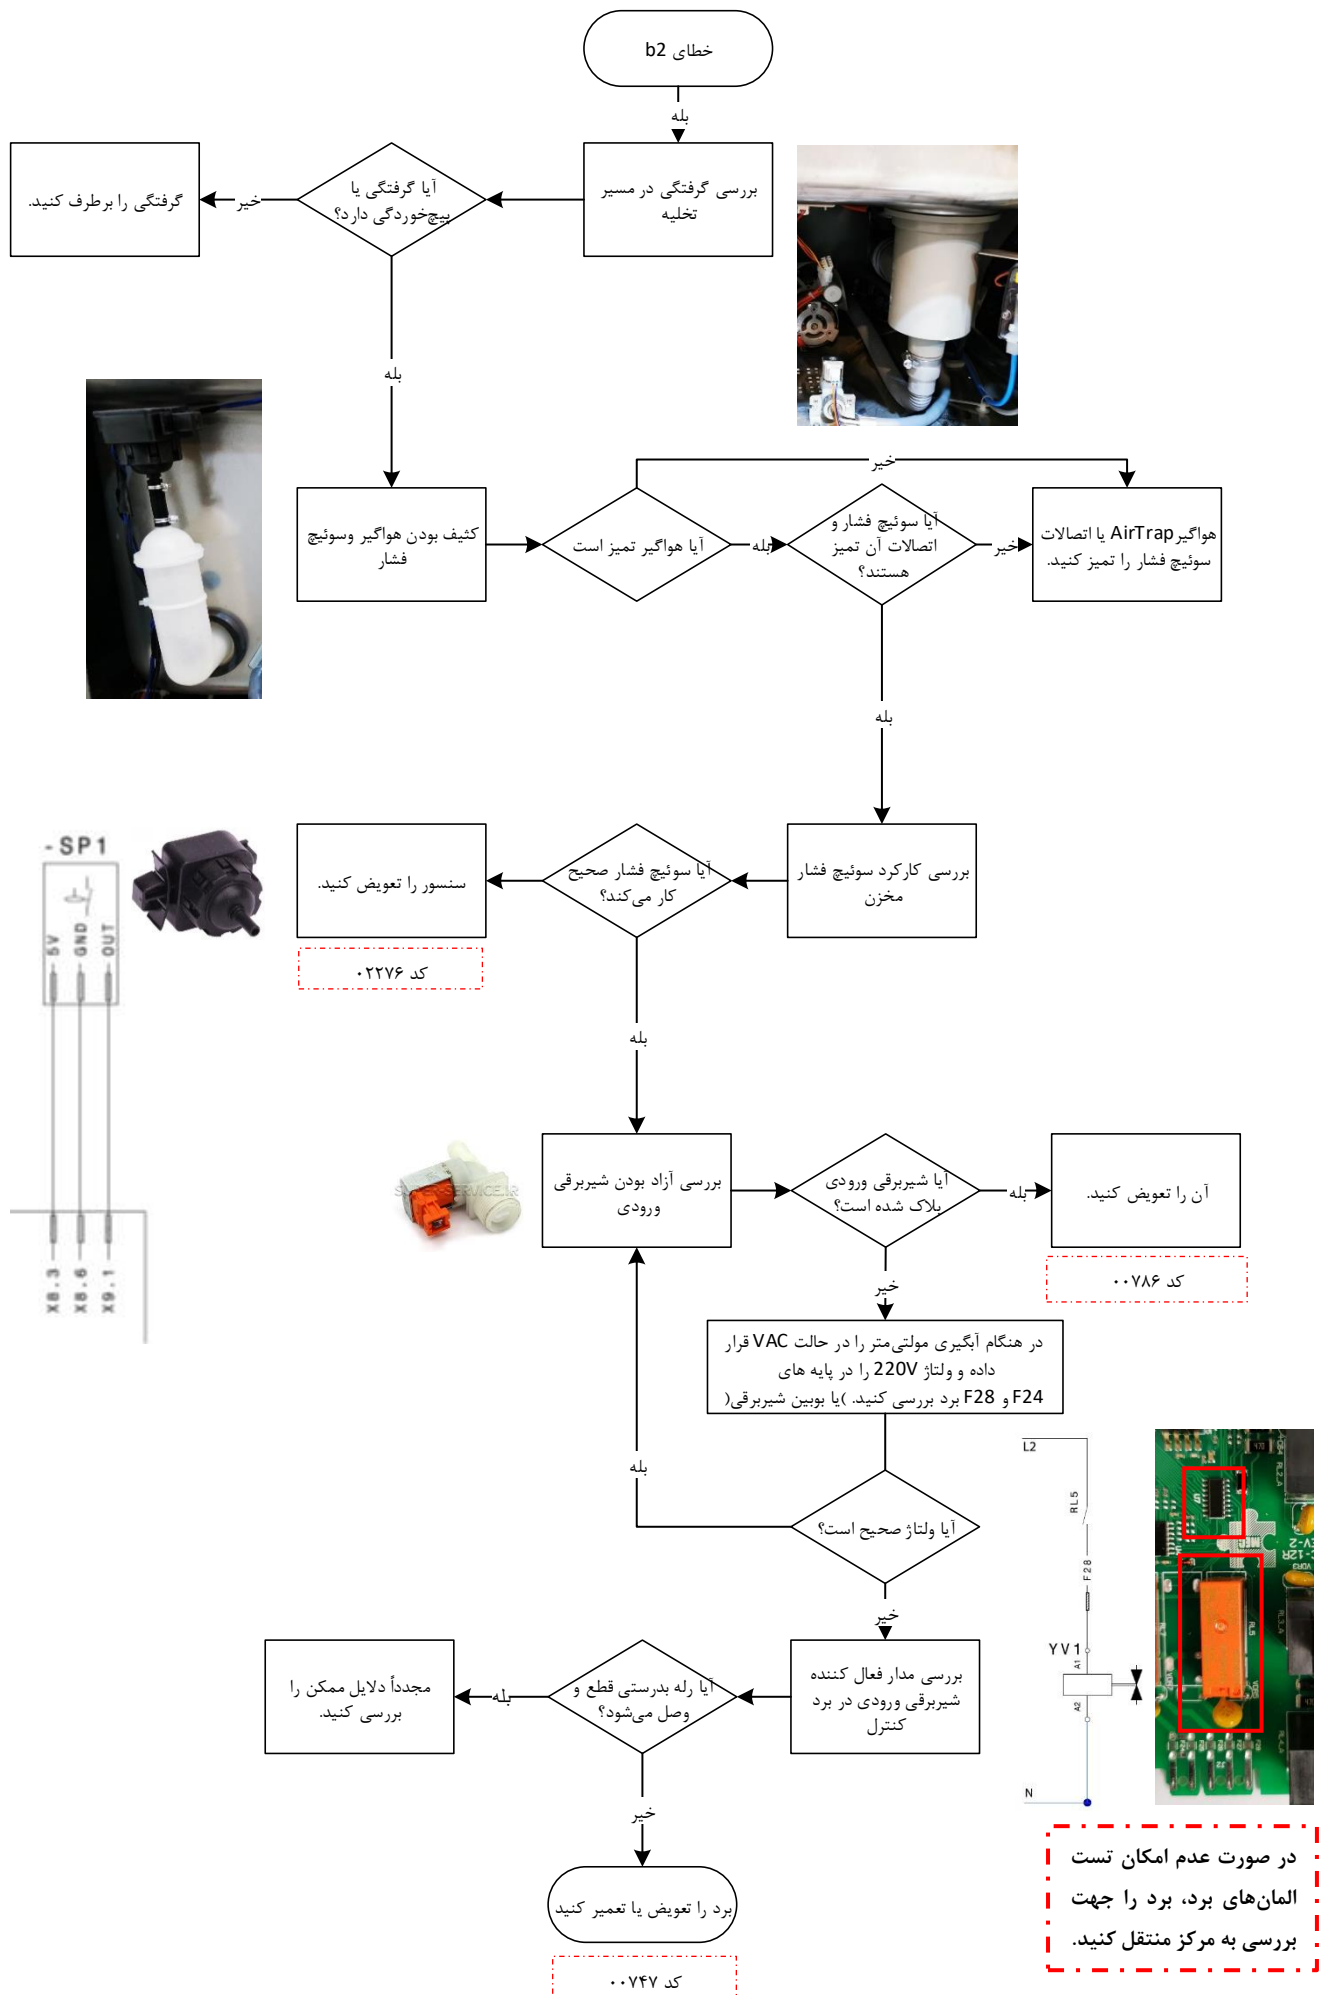 خطای b2
بله
بررسی گرفتگی در مسیر
تخلیه
آیا گرفتگی یا
پیچ‌خوردگی دارد؟
خیر
گرفتگی را برطرف کنید.
بله
کثیف بودن هواگیر وسوئیچ
فشار
آیا هواگیر تمیز است
خیر
بله
آیا سوئیچ فشار و
اتصالات آن تمیز
هستند؟
خیر
هواگیرAirTrap یا اتصالات
سوئیچ فشار را تمیز کنید.
بله
بررسی کارکرد سوئیچ فشار
مخزن
آیا سوئیچ فشار صحیح
کار می‌کند؟
سنسور را تعویض کنید.
کد ۰۲۲۷۶
-SP1
5V
GND
OUT
X8.3
X8.6
X9.1
بله
بررسی آزاد بودن شیربرقی
ورودی
آیا شیربرقی ورودی
بلاک شده است؟
بله
آن را تعویض کنید.
کد ۰۰۷۸۶
خیر
در هنگام آبگیری مولتی‌متر را در حالت VAC قرار
داده و ولتاژ 220V را در پایه های
F24 و F28 برد بررسی کنید. )یا بوبین شیربرقی(
بله
آیا ولتاژ صحیح است؟
خیر
بررسی مدار فعال کننده
شیربرقی ورودی در برد
کنترل
آیا رله بدرستی قطع و
وصل می‌شود؟
بله
مجدداً دلایل ممکن را
بررسی کنید.
خیر
برد را تعویض یا تعمیر کنید
کد ۰۰۷۴۷
L2
RL5
F28
YV1
A1
A2
N
در صورت عدم امکان تست
المان‌های برد، برد را جهت
بررسی به مرکز منتقل کنید.